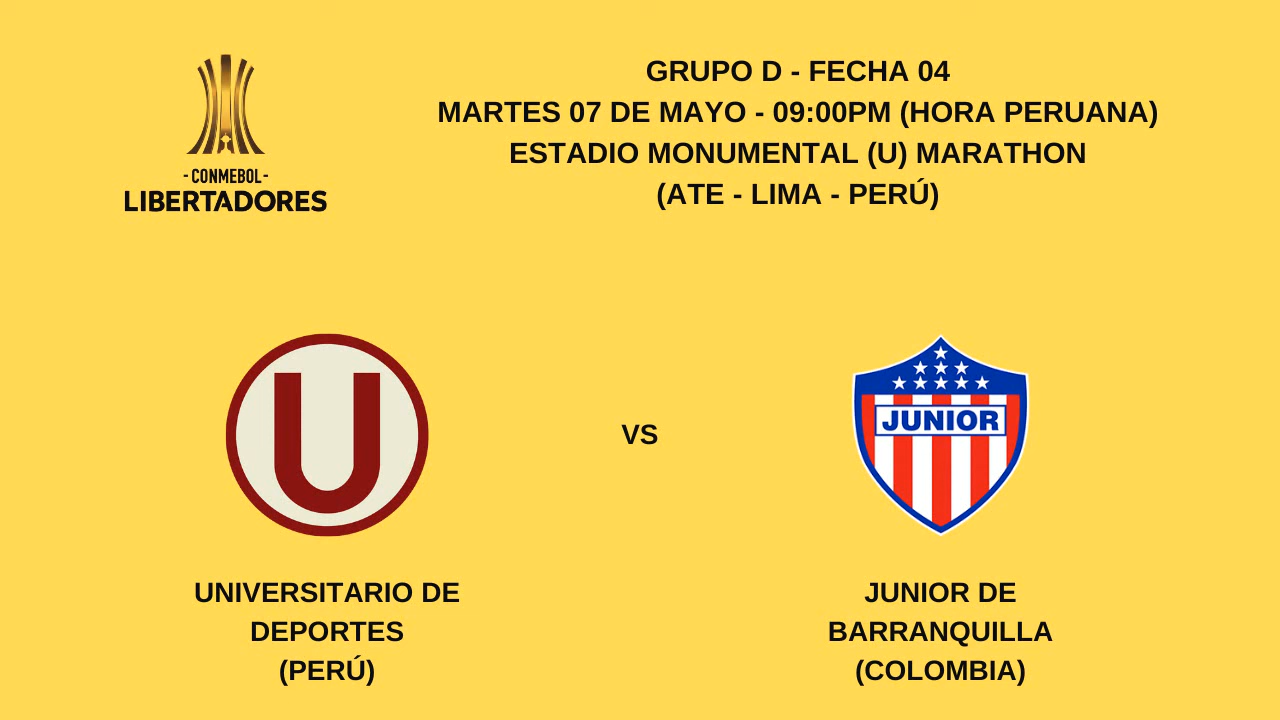 GRUPO D - FECHA 04
MARTES 07 DE MAYO - 09:00PM (HORA PERUANA)
ESTADIO MONUMENTAL (U) MARATHON
(ATE - LIMA - PERÚ)
-CONMEBOL-
LIBERTADORES
U
VS
JUNIOR
UNIVERSITARIO DE
DEPORTES
(PERÚ)
JUNIOR DE
BARRANQUILLA
(COLOMBIA)